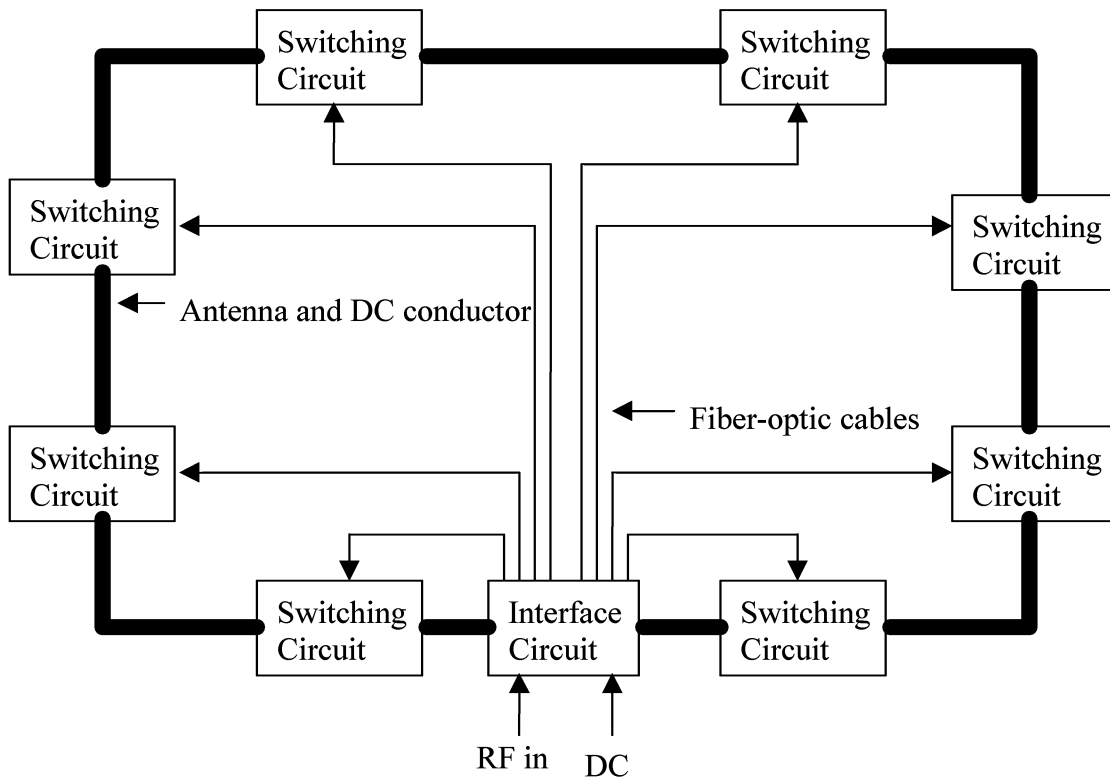 Switching
Circuit
Switching
Circuit
Switching
Circuit
Switching
Circuit
Antenna and DC conductor
Fiber-optic cables
Switching
Circuit
Switching
Circuit
Switching
Circuit
Interface
Circuit
Switching
Circuit
RF in
DC